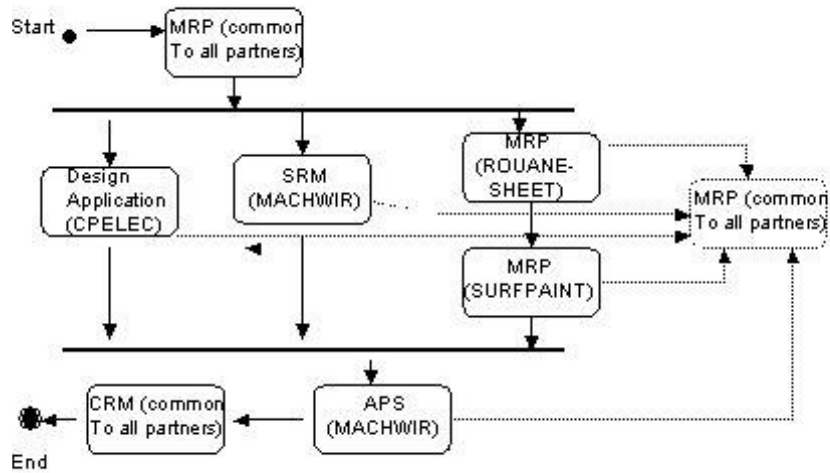 Start
MRP (common
To all partners)
Design
Application
(CPELEC)
SRM
(MACHWIR)
MRP
(ROUANE-
SHEET)
MRP (common
To all partners)
MRP
(SURFPAINT)
CRM (common
To all partners)
APS
(MACHWIR)
End